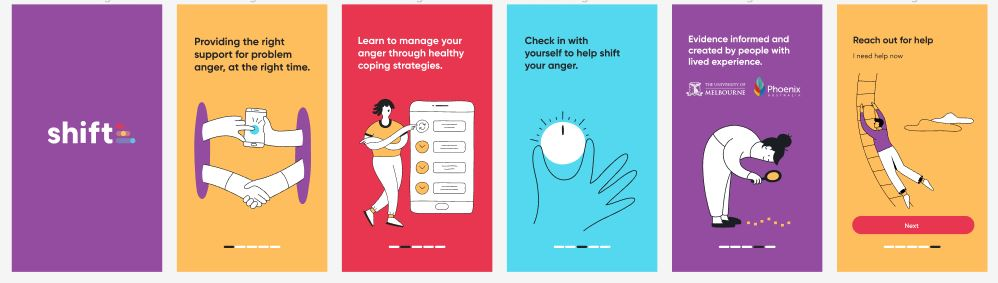 shift
Providing the right
support for problem
anger, at the right time.
Learn to manage your
anger through healthy
coping strategies.
Check in with
yourself to help shift
your anger.
Evidence informed and
created by people with
lived experience.
THE UNIVERSITY OF
MELBOURNE
Phoenix
AUSTRALIA
Reach out for help
I need help now
Next